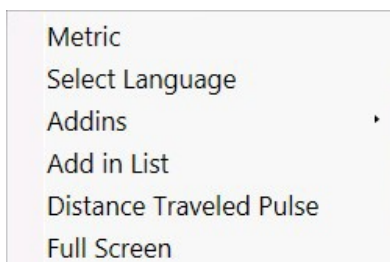 Metric
Select Language
Addins
Add in List
Distance Traveled Pulse
Full Screen